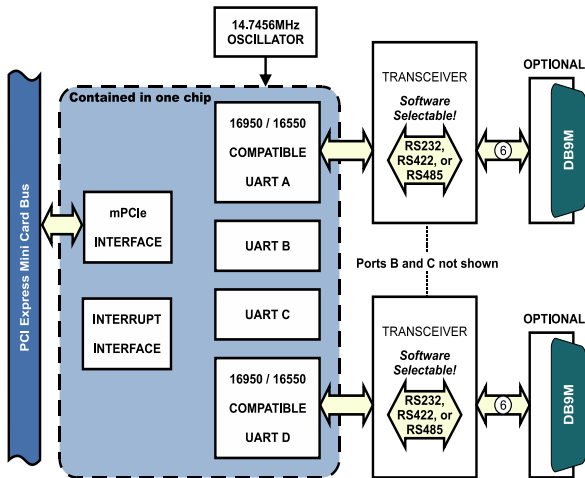 14.7456MHz
OSCILLATOR
PCI Express Mini Card Bus
Contained in one chip
16950 / 16550
COMPATIBLE
UART A
mPCIe
INTERFACE
UART B
INTERRUPT
INTERFACE
UART C
16950 / 16550
COMPATIBLE
UART D
TRANSCEIVER
Software
Selectable!
RS232,
RS422, or
RS485
6
OPTIONAL
DB9M
Ports B and C not shown
TRANSCEIVER
Software
Selectable!
RS232,
RS422, or
RS485
6
OPTIONAL
DB9M